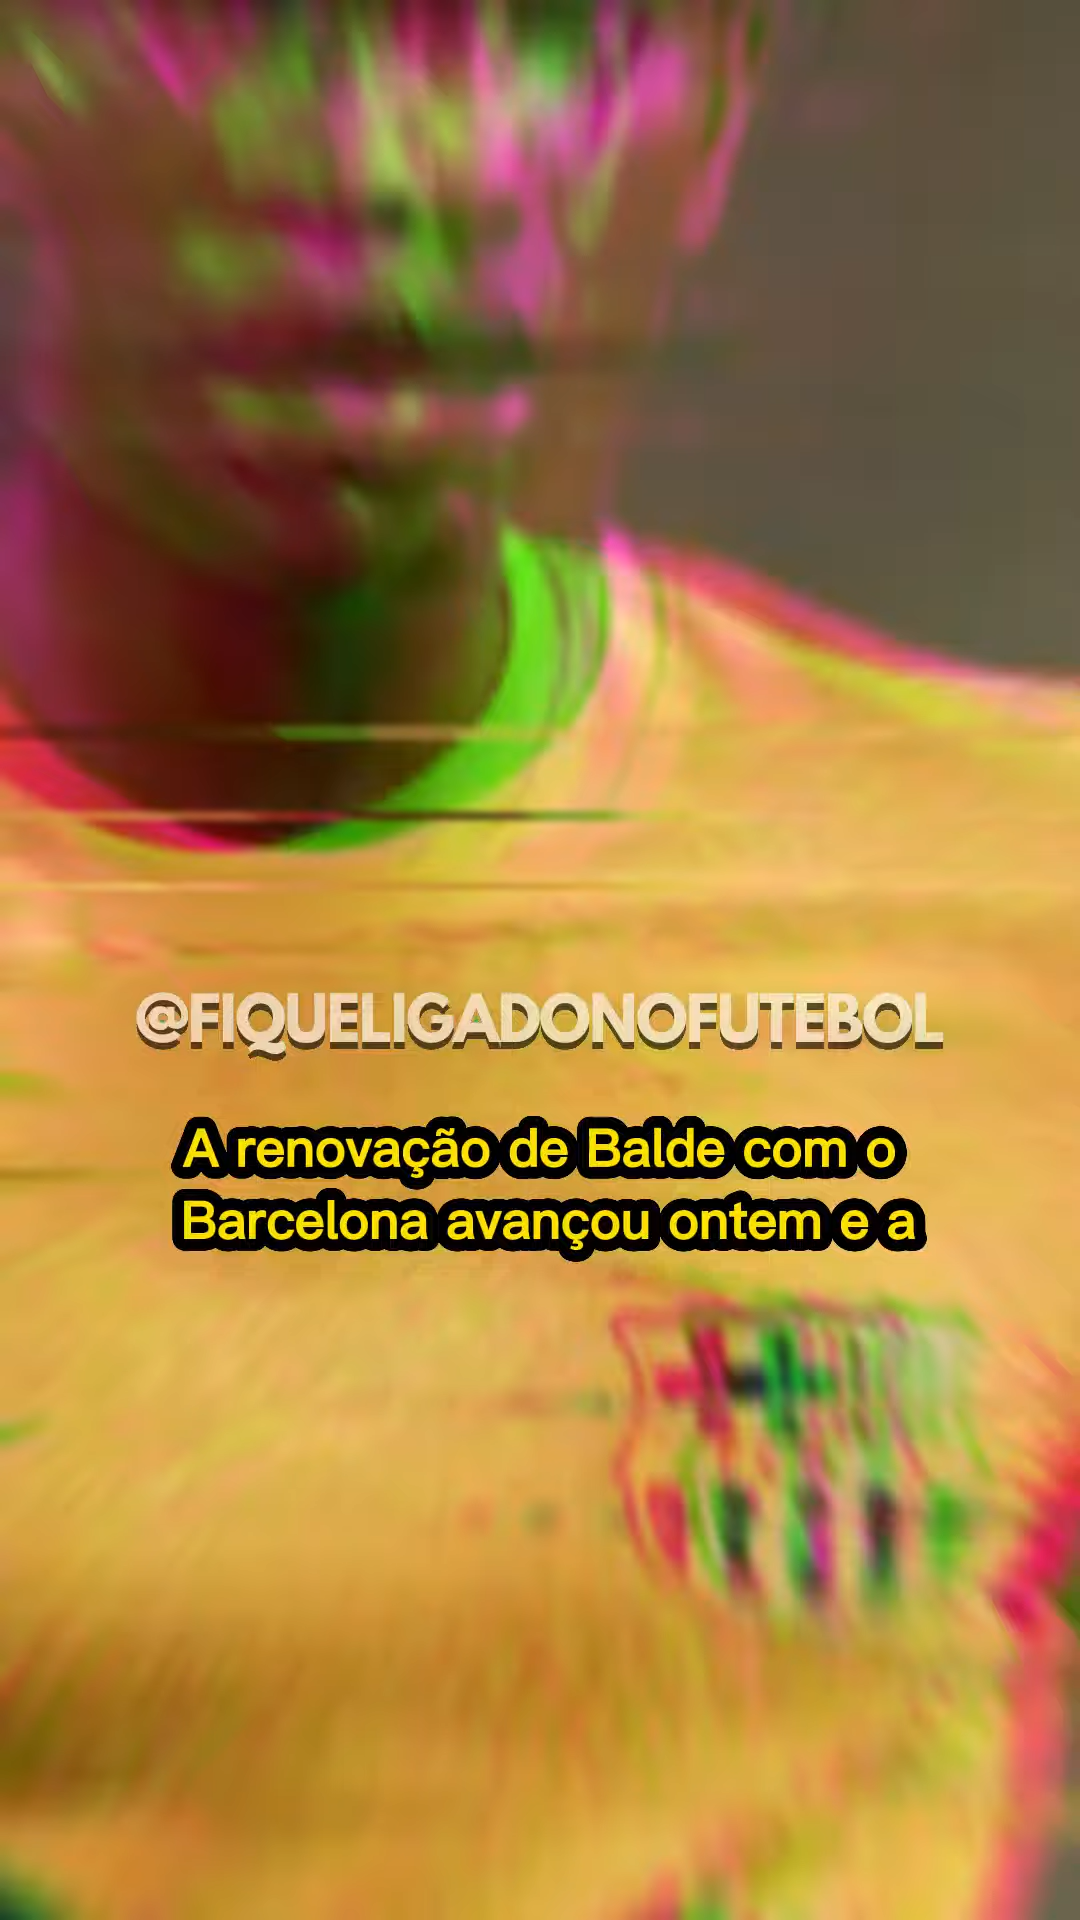 @FIQUELIGADONOFUTEBOL
A renovação de Balde com o
Barcelona avançou ontem e a